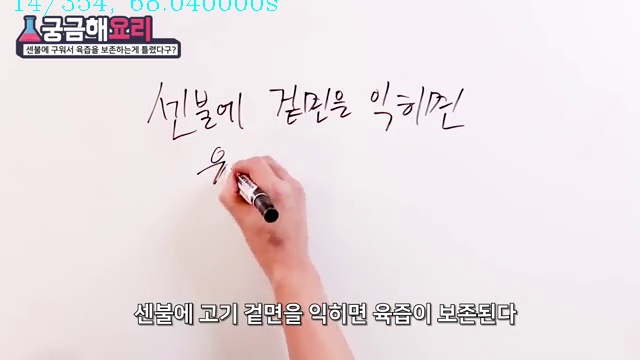 14/354, 68.040000s
궁금해요리
센불에 구워서 육즙을 보존하는게 틀렸다구?
센불에 겉면을 익히면
유
센불에 고기 겉면을 익히면 육즙이 보존된다